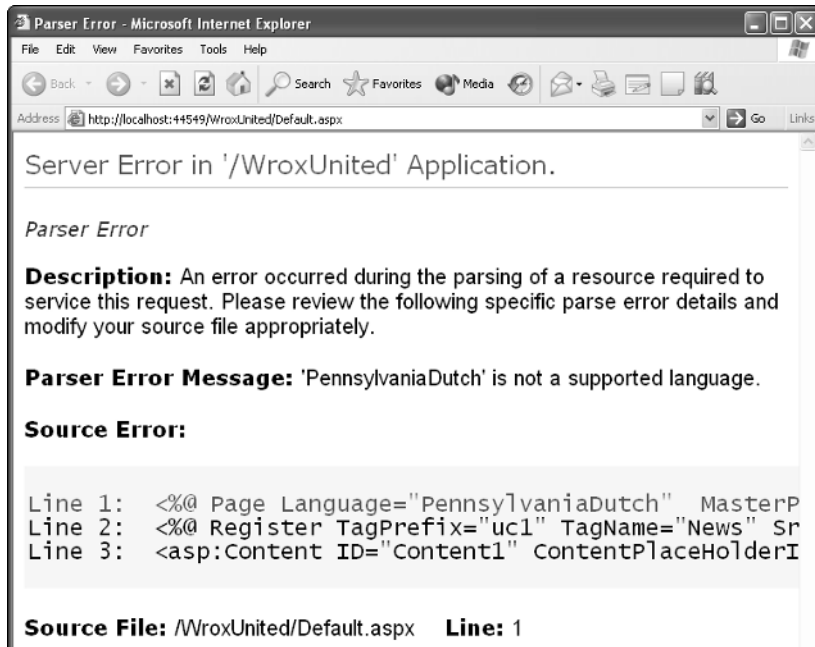 Parser Error - Microsoft Internet Explorer
File Edit View Favorites Tools Help
Back Search Favorites Media
Address http://localhost:44549/WroxUnited/Default.aspx Go Links
Server Error in '/WroxUnited' Application.
Parser Error
Description: An error occurred during the parsing of a resource required to
service this request. Please review the following specific parse error details and
modify your source file appropriately.
Parser Error Message: 'PennsylvaniaDutch' is not a supported language.
Source Error:
Line 1: <%@ Page Language="PennsylvaniaDutch" MasterP
Line 2: <%@ Register TagPrefix="uc1" TagName="News" Sr
Line 3: <asp:Content ID="Content1" ContentPlaceHolderI
Source File: /WroxUnited/Default.aspx Line: 1